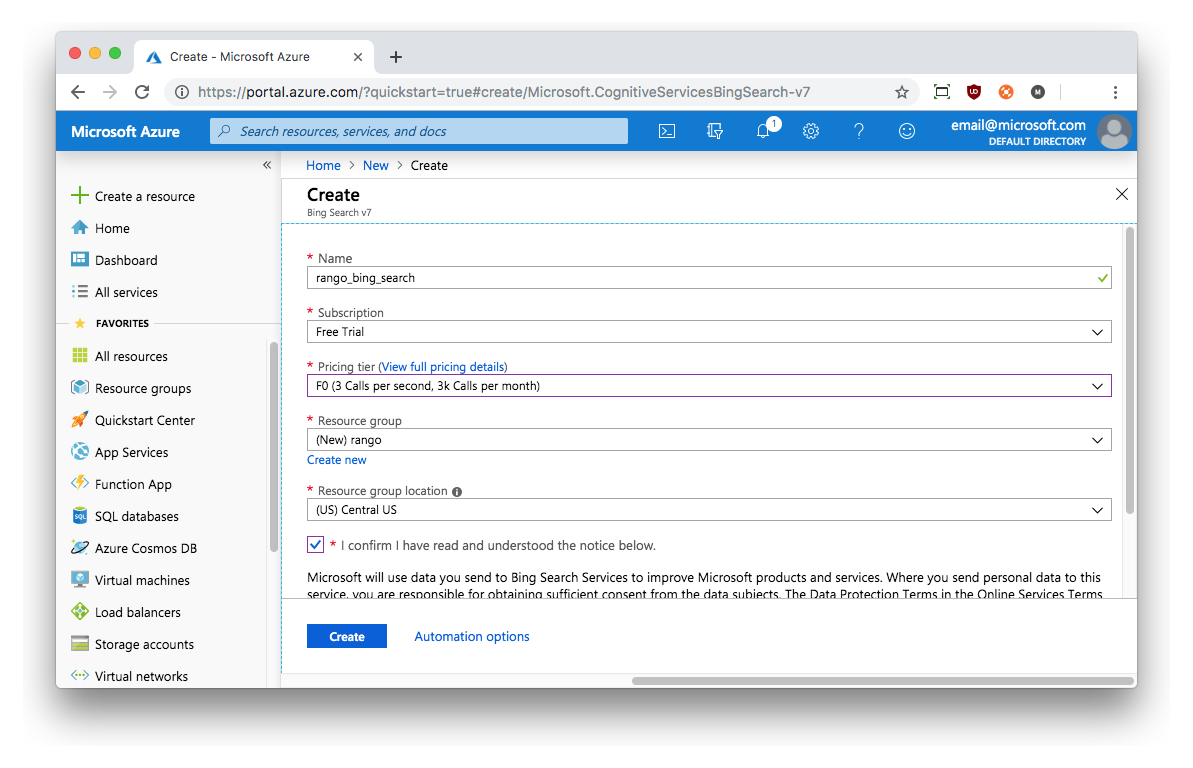 Create - Microsoft Azure
https://portal.azure.com/?quickstart=true#create/Microsoft.CognitiveServicesBingSearch-v7
UD
M
Microsoft Azure
Search resources, services, and docs
1
email@microsoft.com
DEFAULT DIRECTORY
Create a resource
Home
Dashboard
All services
FAVORITES
All resources
Resource groups
Quickstart Center
App Services
Function App
SQL
SQL databases
Azure Cosmos DB
Virtual machines
Load balancers
Storage accounts
Virtual networks
Home > New > Create
Create
Bing Search v7
* Name
rango_bing_search
* Subscription
Free Trial
* Pricing tier (View full pricing details)
F0 (3 Calls per second, 3k Calls per month)
* Resource group
(New) rango
Create new
* Resource group location
(US) Central US
* I confirm I have read and understood the notice below.
Microsoft will use data you send to Bing Search Services to improve Microsoft products and services. Where you send personal data to this
service, you are responsible for obtaining sufficient consent from the data subjects. The Data Protection Terms in the Online Services Terms
Create
Automation options